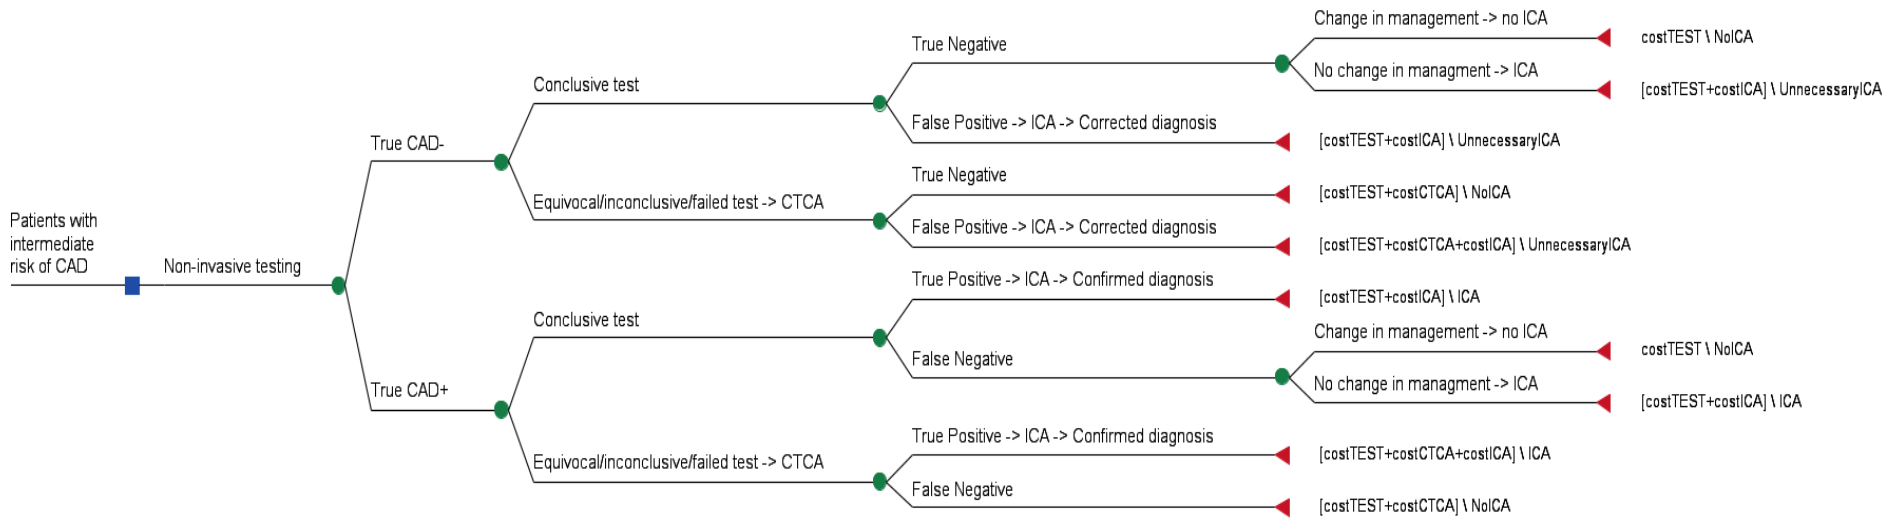 Patients with
intermediate
risk of CAD
Non-invasive testing
True CAD-
Conclusive test
True Negative
Change in management -> no ICA
costTEST \ NoICA
No change in managment -> ICA
[costTEST+costICA] \ UnnecessaryICA
False Positive -> ICA -> Corrected diagnosis
[costTEST+costICA] \ UnnecessaryICA
Equivocal/inconclusive/failed test -> CTCA
True Negative
[costTEST+costCTCA] \ NoICA
False Positive -> ICA -> Corrected diagnosis
[costTEST+costCTCA+costICA] \ UnnecessaryICA
True CAD+
Conclusive test
True Positive -> ICA -> Confirmed diagnosis
[costTEST+costICA] \ ICA
False Negative
Change in management -> no ICA
costTEST \ NoICA
No change in managment -> ICA
[costTEST+costICA] \ ICA
Equivocal/inconclusive/failed test -> CTCA
True Positive -> ICA -> Confirmed diagnosis
[costTEST+costCTCA+costICA] \ ICA
False Negative
[costTEST+costCTCA] \ NoICA